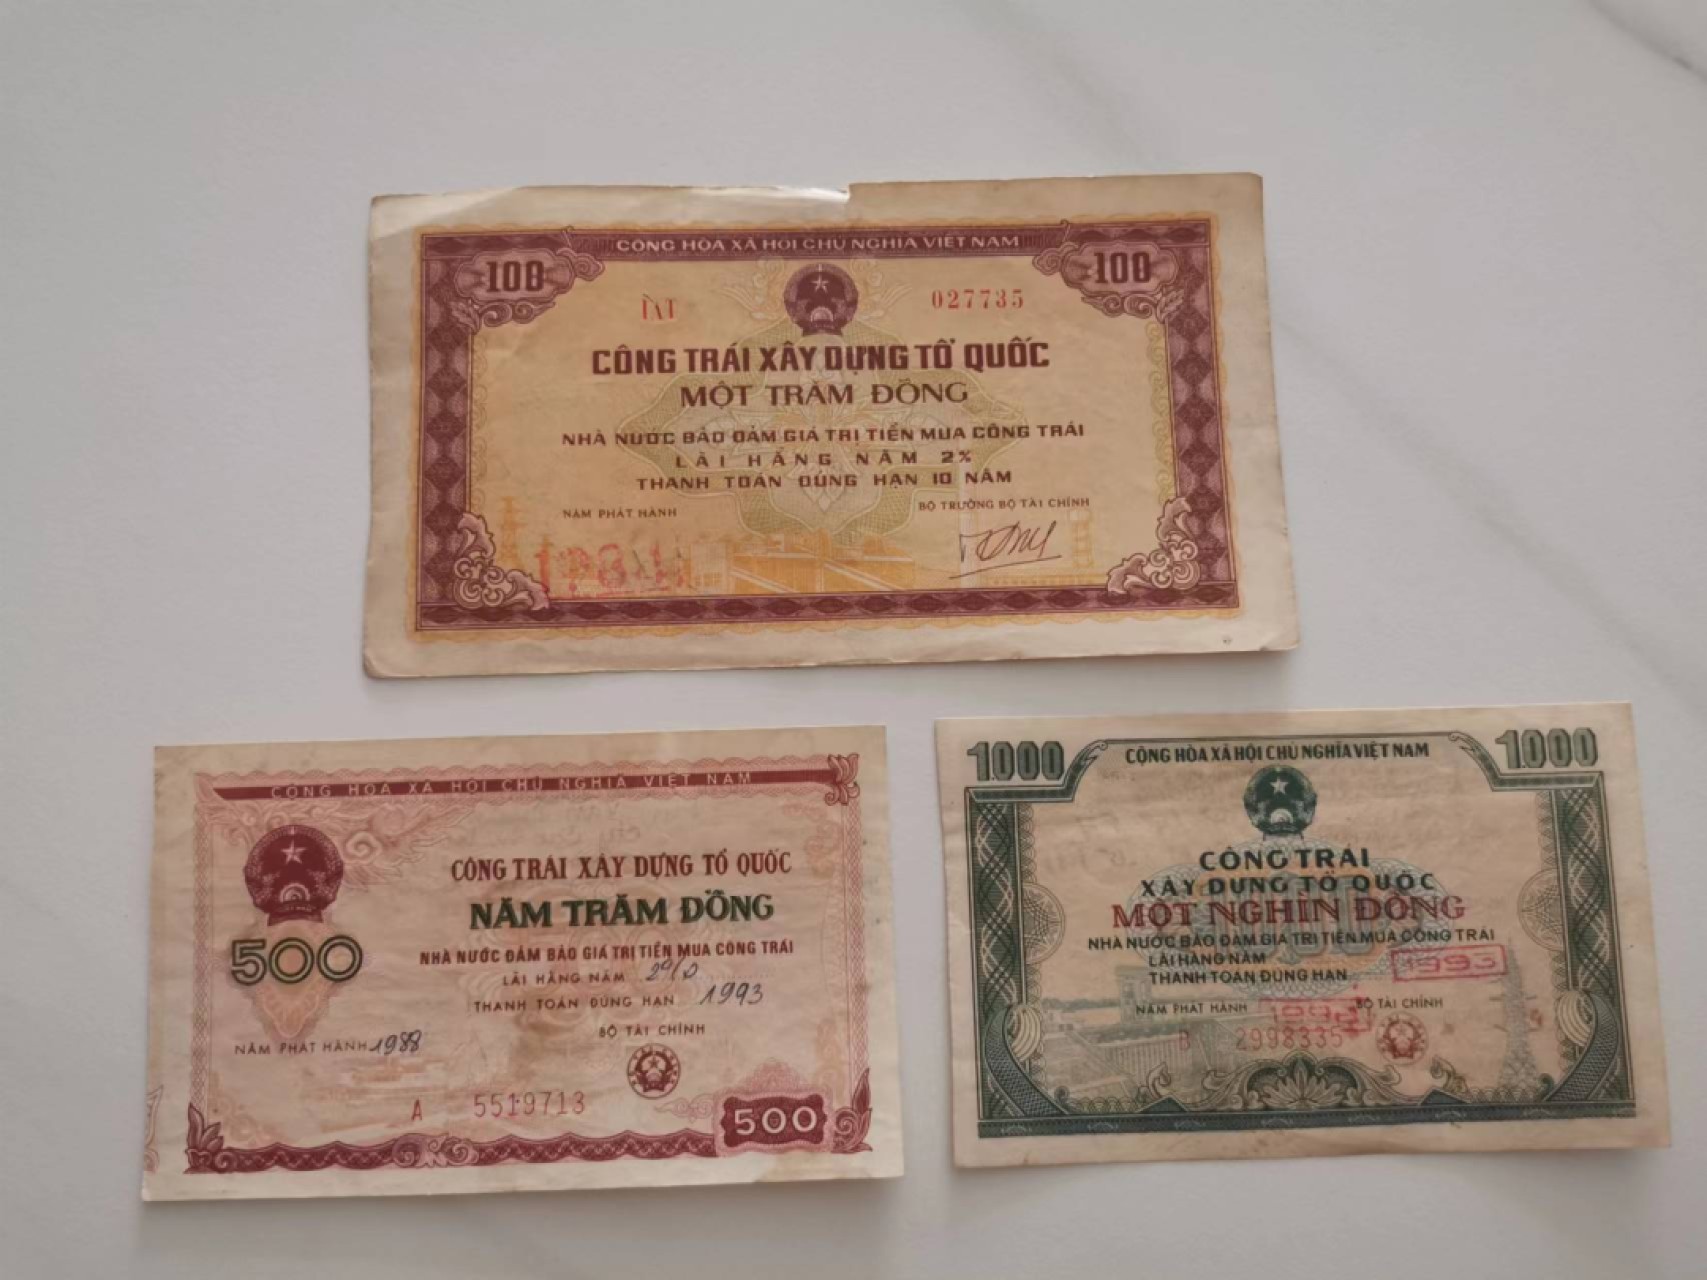 CỘNG HÒA XÃ HỘI CHỦ NGHĨA VIỆT NAM
100 100
027735
CÔNG TRÁI XÂY DỰNG TỔ QUỐC
MỘT TRĂM ĐỒNG
NHÀ NƯỚC BẢO ĐẢM GIÁ TRỊ TIỀN MUA CÔNG TRÁI
LÃI HẰNG NĂM 2%
THANH TOÁN ĐÚNG HẠN 10 NĂM
NĂM PHÁT HÀNH BỘ TRƯỞNG BỘ TÀI CHÍNH
CỘNG HÒA XÃ HỘI CHỦ NGHĨA VIỆT NAM
CÔNG TRÁI XÂY DỰNG TỔ QUỐC
NĂM TRĂM ĐỒNG
500
NHÀ NƯỚC ĐẢM BẢO GIÁ TRỊ TIỀN MUA CÔNG TRÁI
LÃI HẰNG NĂM 2%
THANH TOÁN ĐÚNG HẠN 1993
BỘ TÀI CHÍNH
NĂM PHÁT HÀNH 1988
A 5519713
500
1000 CỘNG HÒA XÃ HỘI CHỦ NGHĨA VIỆT NAM 1000
CÔNG TRÁI
XÂY DỰNG TỔ QUỐC
MỘT NGHÌN ĐỒNG
NHÀ NƯỚC BẢO ĐẢM GIÁ TRỊ TIỀN MUA CÔNG TRÁI
LÃI HẰNG NĂM
THANH TOÁN ĐÚNG HẠN 1993
NĂM PHÁT HÀNH BỘ TÀI CHÍNH
B 2998335